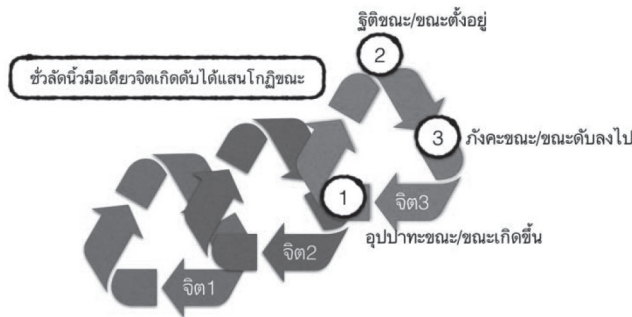 ฐิติขณะ/ขณะตั้งอยู่
2
ชั่วลัดนิ้วมือเดียวจิตเกิดดับได้แสนโกฏิขณะ
3
ภังคะขณะ/ขณะดับลงไป
1
จิต3
อุปปาทะขณะ/ขณะเกิดขึ้น
จิต2
จิต1